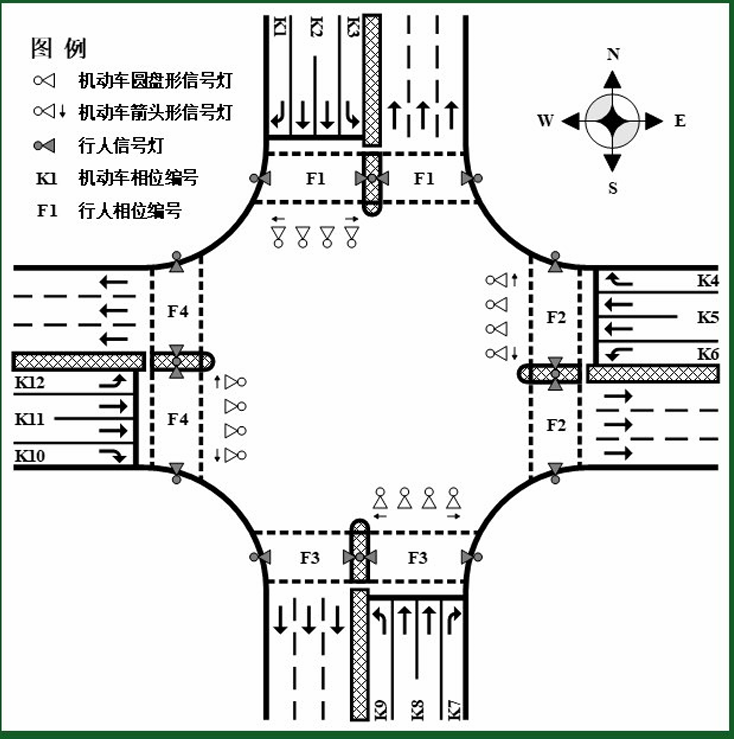 图 例
机动车圆盘形信号灯
机动车箭头形信号灯
行人信号灯
K1 机动车相位编号
F1 行人相位编号
K1 K2 K3
N
W E
S
F1 F1
F4 F2
K4
K5
K6
K12
K11
K10
F4 F2
F3 F3
K9 K8 K7